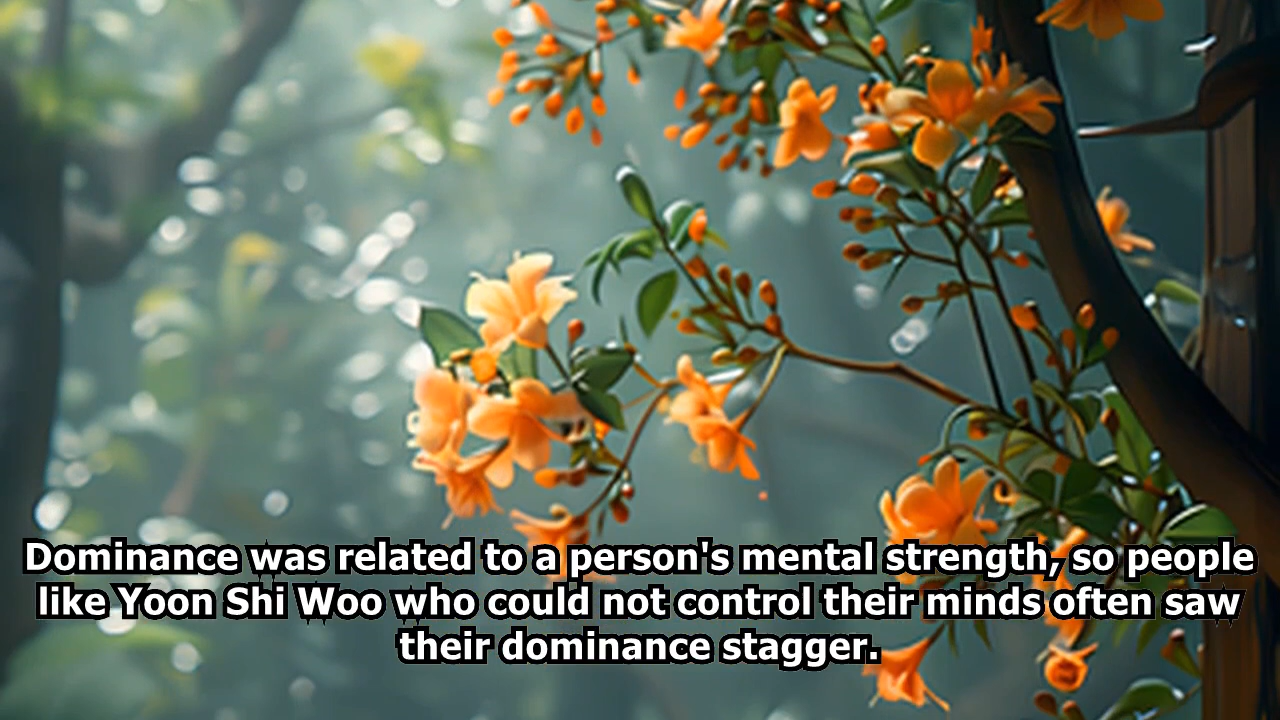 Dominance was related to a person's mental strength, so people
like Yoon Shi Woo who could not control their minds often saw
their dominance stagger.